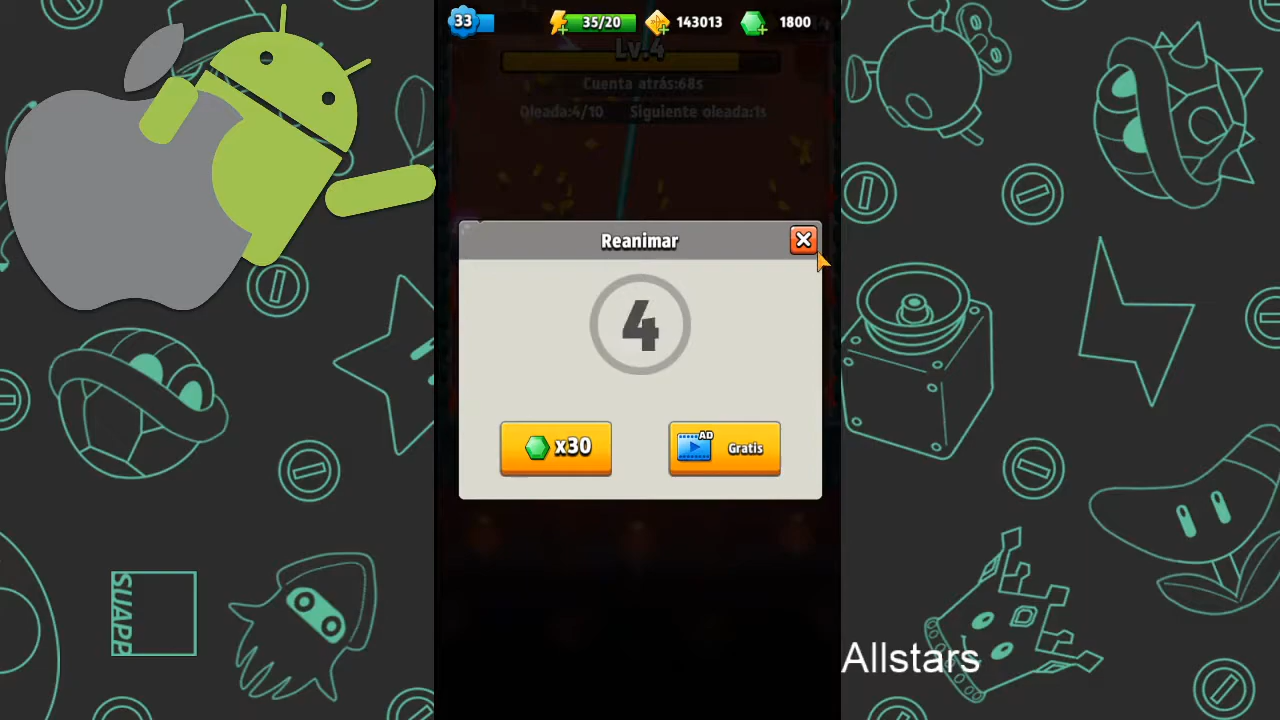 33
35/20
143013
1800
Lv.4
Cuenta atrás:68s
Oleada:4/10 Siguiente oleada:1s
Reanimar
4
x30
AD
Gratis
SUAPP
Allstars